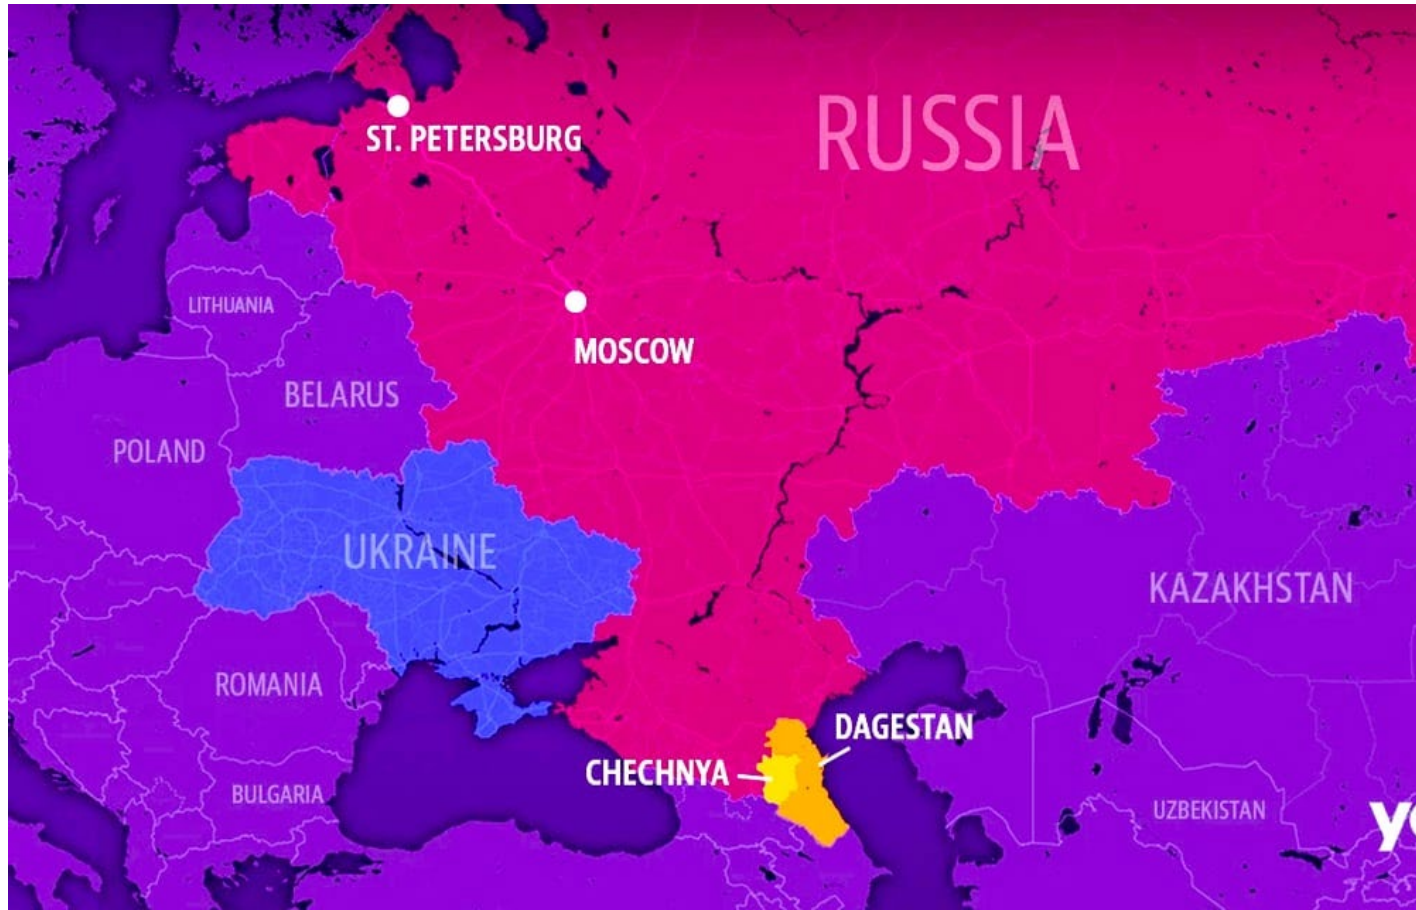 RUSSIA
ST. PETERSBURG
LITHUANIA
MOSCOW
BELARUS
POLAND
UKRAINE
KAZAKHSTAN
ROMANIA
DAGESTAN
CHECHNYA
BULGARIA
UZBEKISTAN